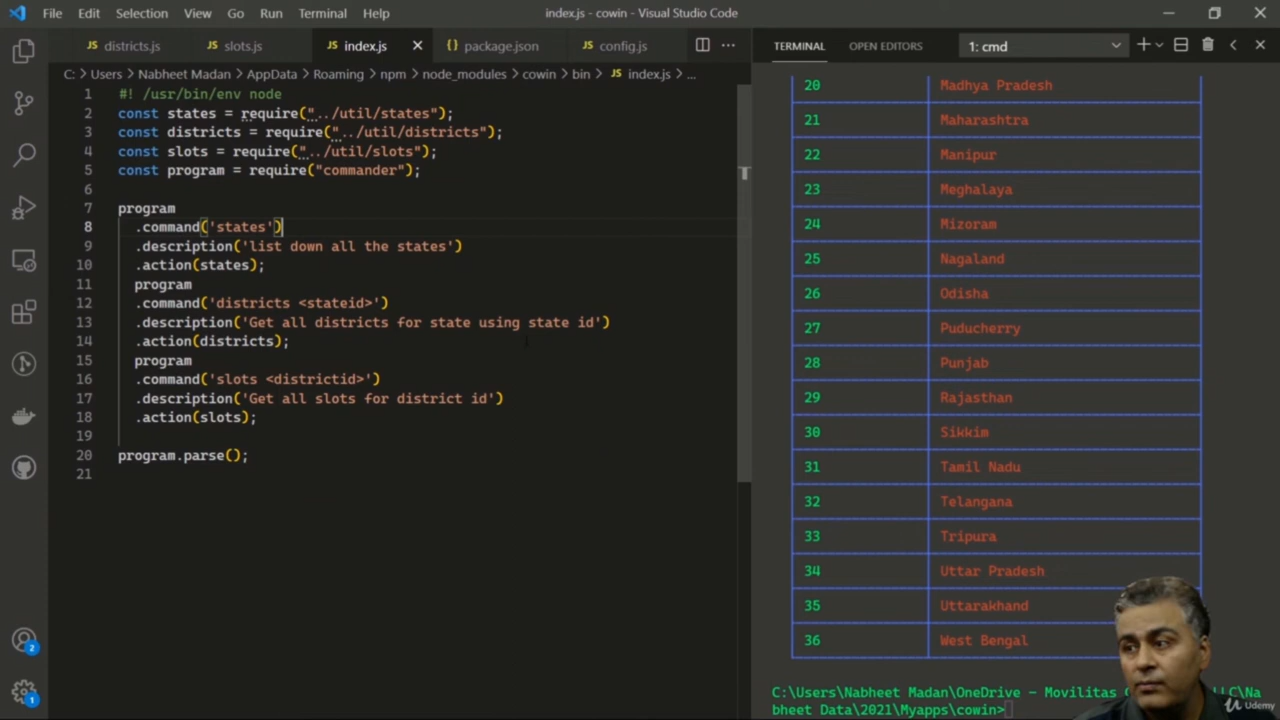 File Edit Selection View Go Run Terminal Help index.js - cowin - Visual Studio Code
districts.js slots.js index.js package.json config.js
C: > Users > Nabheet Madan > AppData > Roaming > npm > node_modules > cowin > bin > index.js > ...
1 #! /usr/bin/env node
2 const states = require("../util/states");
3 const districts = require("../util/districts");
4 const slots = require("../util/slots");
5 const program = require("commander");
6
7 program
8 .command('states')
9 .description('list down all the states')
10 .action(states);
11 program
12 .command('districts <stateid>')
13 .description('Get all districts for state using state id')
14 .action(districts);
15 program
16 .command('slots <districtid>')
17 .description('Get all slots for district id')
18 .action(slots);
19
20 program.parse();
21
2
1
TERMINAL OPEN EDITORS 1: cmd
20 Madhya Pradesh
21 Maharashtra
22 Manipur
23 Meghalaya
24 Mizoram
25 Nagaland
26 Odisha
27 Puducherry
28 Punjab
29 Rajasthan
30 Sikkim
31 Tamil Nadu
32 Telangana
33 Tripura
34 Uttar Pradesh
35 Uttarakhand
36 West Bengal
C:\Users\Nabheet Madan\OneDrive - Movilitas C LC\Na
bheet Data\2021\Myapps\cowin>
Udemy